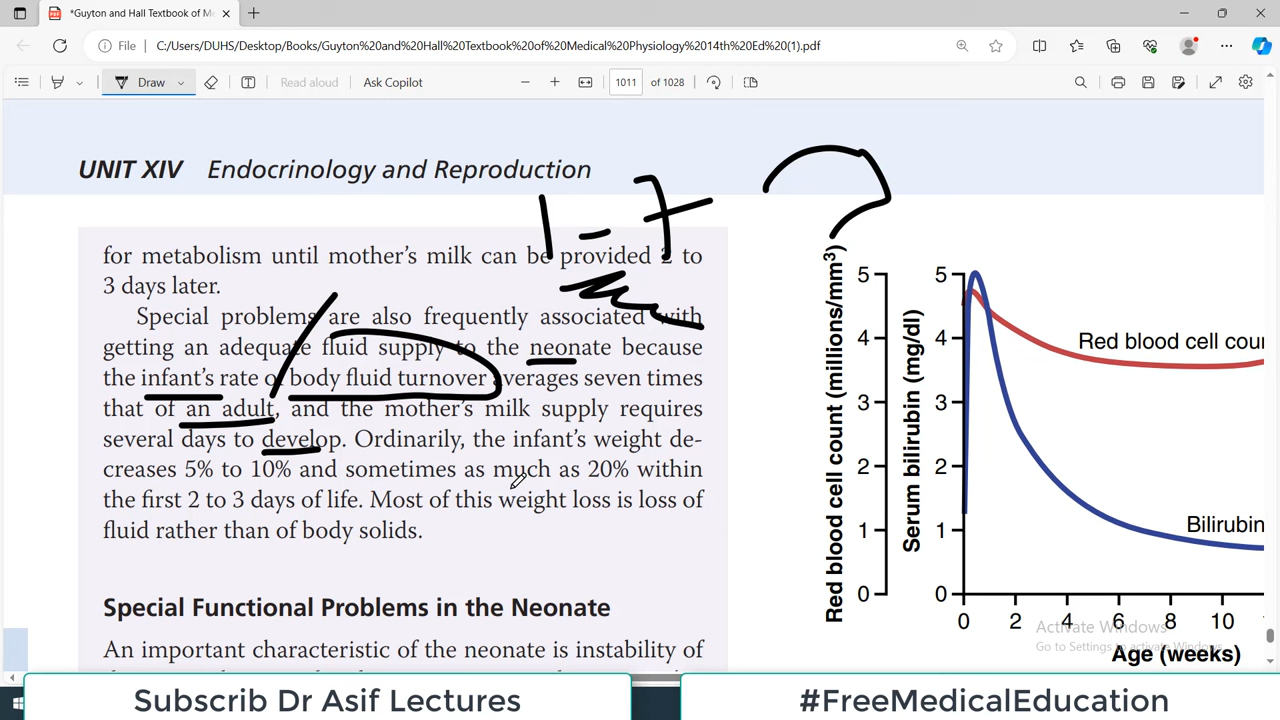 *Guyton and Hall Textbook of Me
File
C:/Users/DUHS/Desktop/Books/Guyton%20and%20Hall%20Textbook%20of%20Medical%20Physiology%2014th%20Ed%20(1).pdf
Draw
Read aloud
Ask Copilot
1011 of 1028
UNIT XIV Endocrinology and Reproduction
1 - 7
for metabolism until mother's milk can be provided 2 to
3 days later.
Special problems are also frequently associated with
getting an adequate fluid supply to the neonate because
the infant's rate of body fluid turnover averages seven times
that of an adult, and the mother's milk supply requires
several days to develop. Ordinarily, the infant's weight de-
creases 5% to 10% and sometimes as much as 20% within
the first 2 to 3 days of life. Most of this weight loss is loss of
fluid rather than of body solids.
Special Functional Problems in the Neonate
An important characteristic of the neonate is instability of
Red blood cell count (millions/mm³)
5
4
3
2
1
0
Serum bilirubin (mg/dl)
5
4
3
2
1
0
Red blood cell cou
Bilirubin
0 2 4 6 8 10
Age (weeks)
Activate Windows
Go to Settings to activate Windows.
Subscrib Dr Asif Lectures
#FreeMedicalEducation